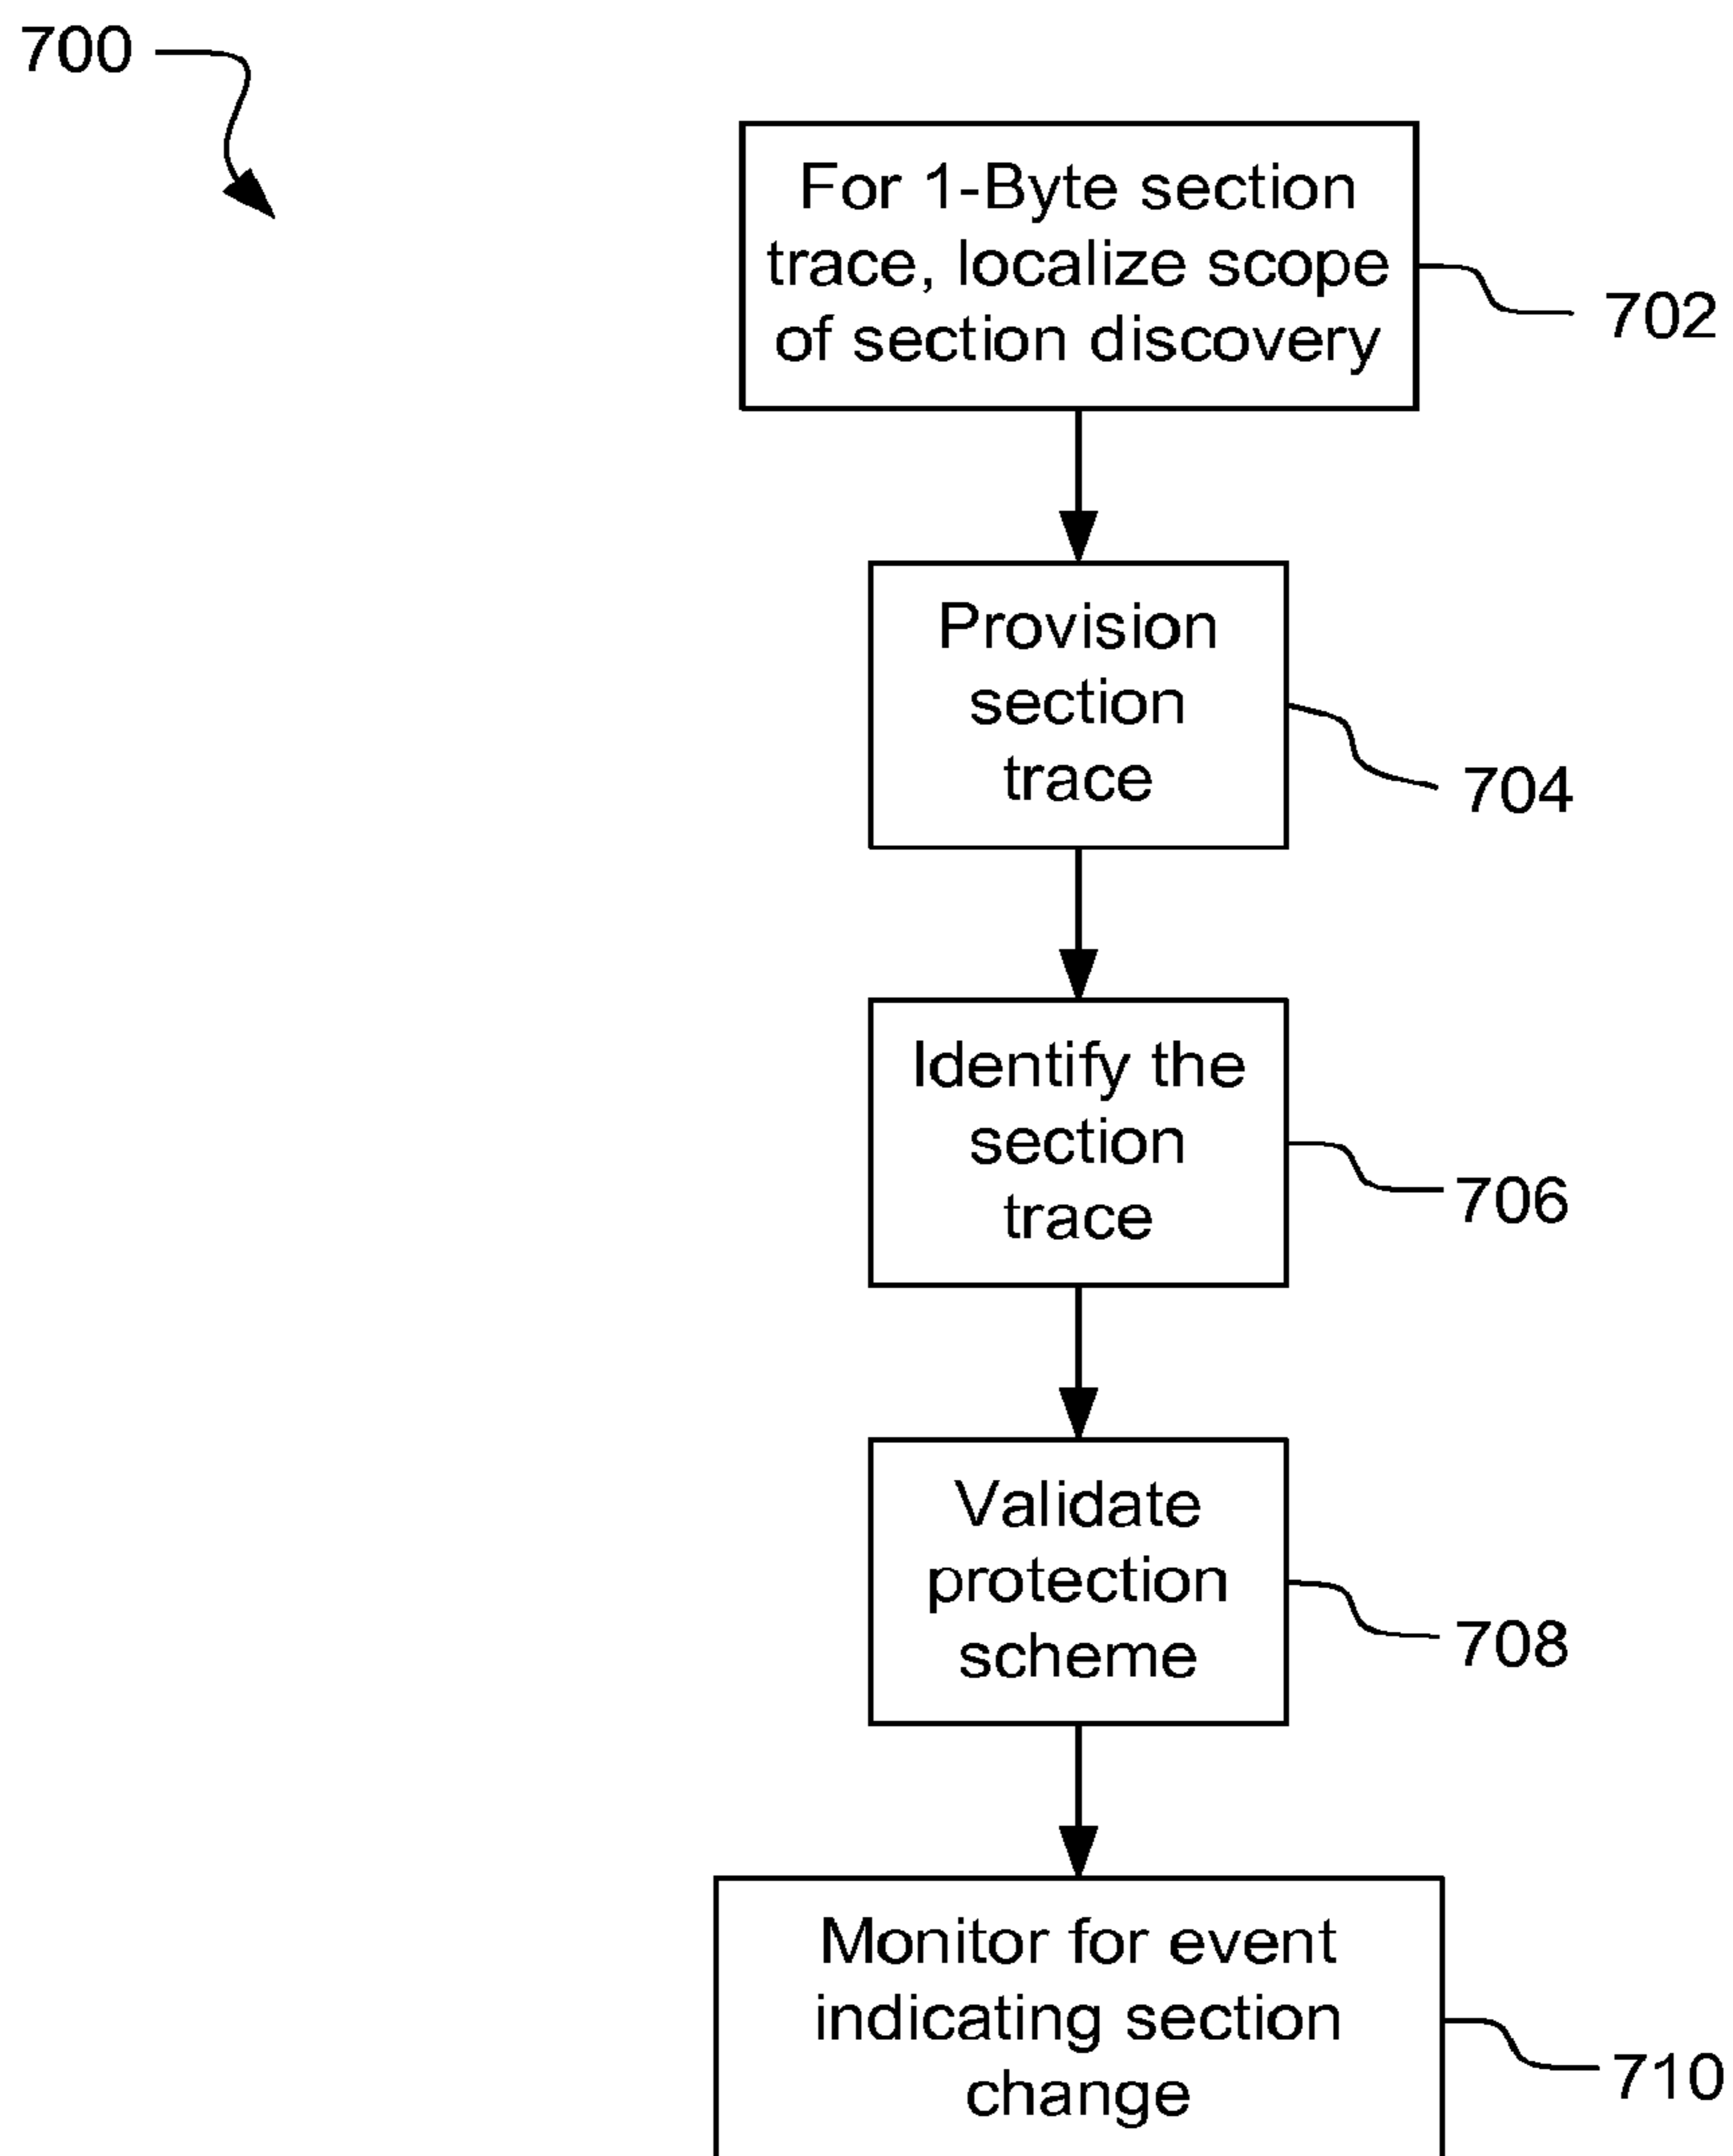 700
For 1-Byte section
trace, localize scope
of section discovery
702
Provision
section
trace
704
Identify the
section
trace
706
Validate
protection
scheme
708
Monitor for event
indicating section
change
710